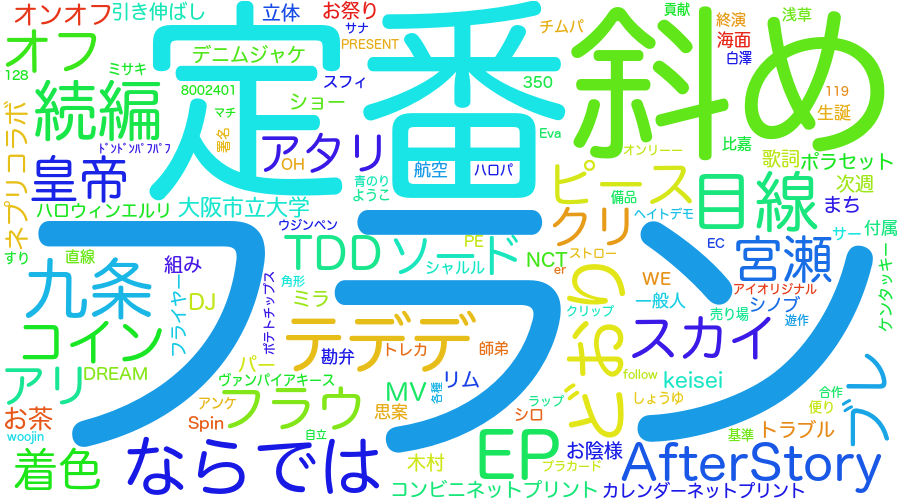 オンオフ
引き伸ばし
立体
お祭り
サナ
PRESENT
チムパ
貢献
終演
浅草
海面
白澤
定番
斜め
オフ
デニムジャケ
128
ミサキ
8002401
スフィ
350
119
生誕
続編
マチ
ショー
Eva
ネプリコラボ
署名
ドンドンパフパフ
アタリ
OH
オンリー
比嘉
歌詞
ポラセット
皇帝
航空
ハロパ
青のり
ようこ
ピース
備品
目線
次週
まち
ハロウィンエルリ
大阪市立大学
ウジンペン
クリ
ヘイトデモ
サー
付属
すり
直線
組み
TDD
ソード
PE
シャルル
NCT
er
ストロー
EC
宮瀬
ケンタッキー
九条
フライヤー
DJ
ポテトチップス
角形
ミラ
フラランン
どおり
WE
一般人
アイオリジナル
シノブ
売り場
遊作
コイン
テデデ
クリップ
スカイ
パー
勘弁
トレカ
師弟
アリ
DREAM
ヴァンパイアキース
follow
keisei
ブレ
合作
お茶
アンケ
フラウ
MV
各種
リム
しょうゆ
便り
woojin
Spin
思案
シロ
ラップ
基準
トラブル
自立
着色
ならでは
木村
EP
お陰様
プラカード
AfterStory
コンビニネットプリント
カレンダーネットプリント